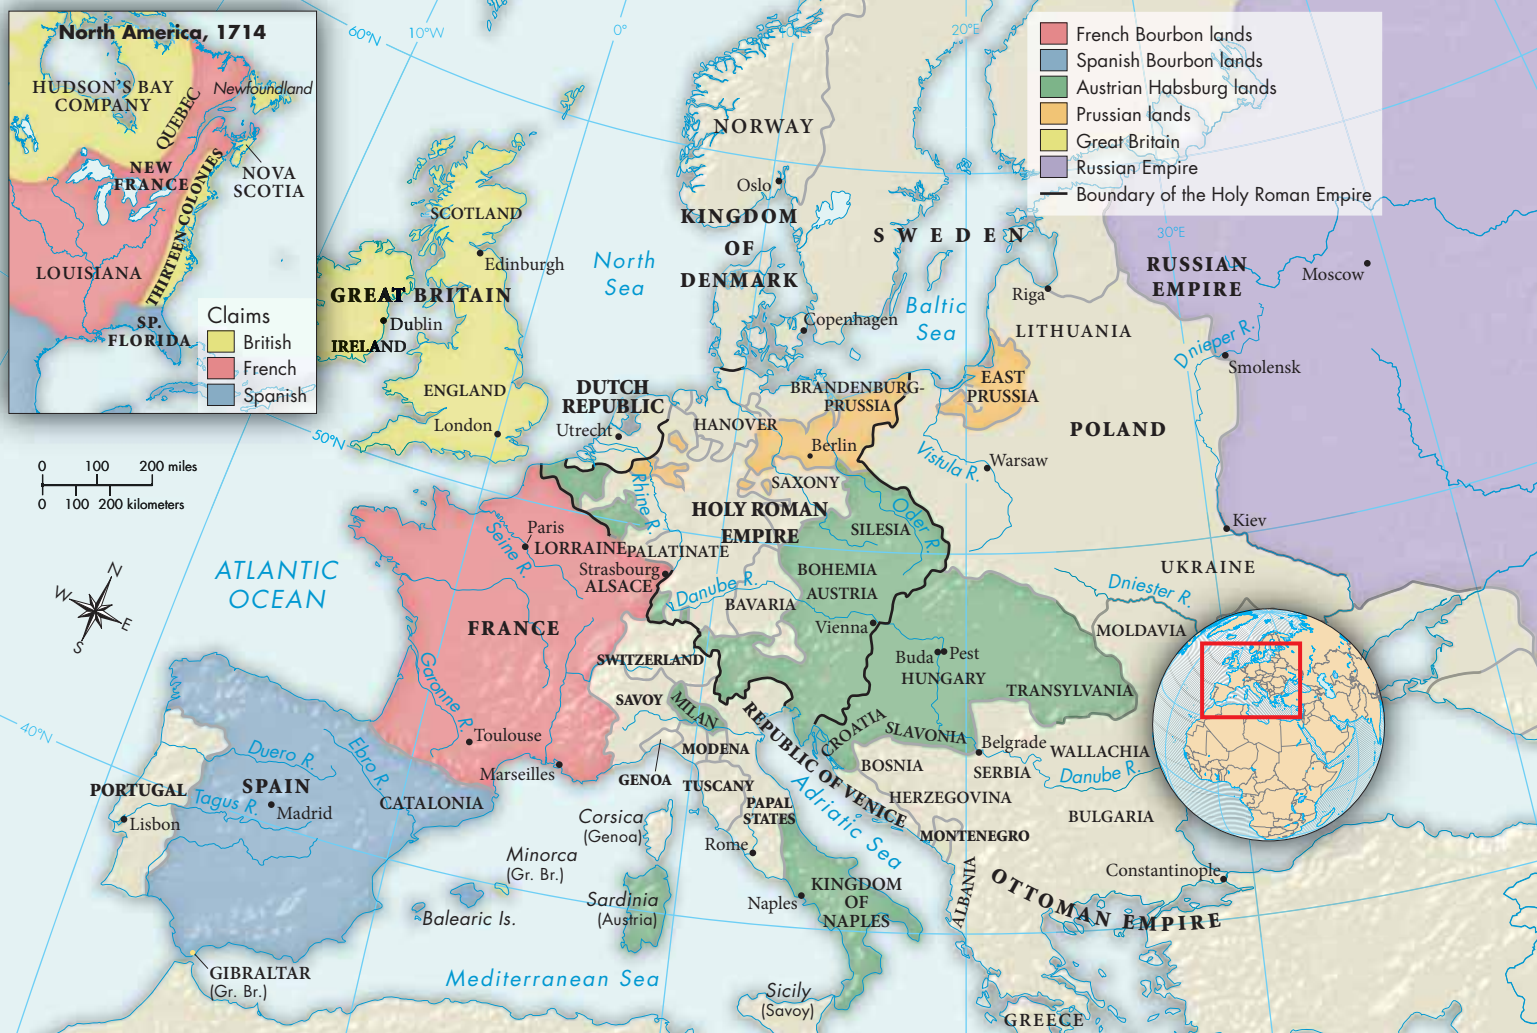 North America, 1714
HUDSON'S BAY
COMPANY
QUEBEC
Newfoundland
NEW
FRANCE
NOVA
SCOTIA
THIRTEEN COLONIES
LOUISIANA
SP.
FLORIDA
Claims
British
French
Spanish
60°N
10°W
0°
10°E
20°E
30°E
50°N
40°N
French Bourbon lands
Spanish Bourbon lands
Austrian Habsburg lands
Prussian lands
Great Britain
Russian Empire
Boundary of the Holy Roman Empire
NORWAY
Oslo
KINGDOM
OF
DENMARK
SWEDEN
Copenhagen
North
Sea
Baltic
Sea
SCOTLAND
Edinburgh
GREAT BRITAIN
Dublin
IRELAND
ENGLAND
London
RUSSIAN
EMPIRE
Moscow
Riga
LITHUANIA
Dnieper R.
Smolensk
DUTCH
REPUBLIC
Utrecht
BRANDENBURG-
PRUSSIA
EAST
PRUSSIA
HANOVER
Berlin
POLAND
Vistula R.
Warsaw
SAXONY
Rhine R.
HOLY ROMAN
EMPIRE
SILESIA
Oder R.
Kiev
UKRAINE
0 100 200 miles
0 100 200 kilometers
N
W
E
S
ATLANTIC
OCEAN
Paris
Seine R.
LORRAINE
PALATINATE
Strasbourg
ALSACE
BOHEMIA
AUSTRIA
Danube R.
BAVARIA
Vienna
Dniester R.
MOLDAVIA
FRANCE
SWITZERLAND
Buda
Pest
HUNGARY
TRANSYLVANIA
Garonne R.
SAVOY
MILAN
REPUBLIC OF VENICE
CROATIA
SLAVONIA
Toulouse
Marseilles
GENOA
MODENA
TUSCANY
PAPAL
STATES
BOSNIA
Belgrade
SERBIA
WALLACHIA
Danube R.
HERZEGOVINA
BULGARIA
MONTENEGRO
Adriatic Sea
ALBANIA
Constantinople
OTTOMAN EMPIRE
GREECE
PORTUGAL
Lisbon
Duero R.
Ebro R.
SPAIN
Tagus R.
Madrid
CATALONIA
Corsica
(Genoa)
Minorca
(Gr. Br.)
Balearic Is.
Sardinia
(Austria)
Rome
Naples
KINGDOM
OF
NAPLES
Sicily
(Savoy)
GIBRALTAR
(Gr. Br.)
Mediterranean Sea